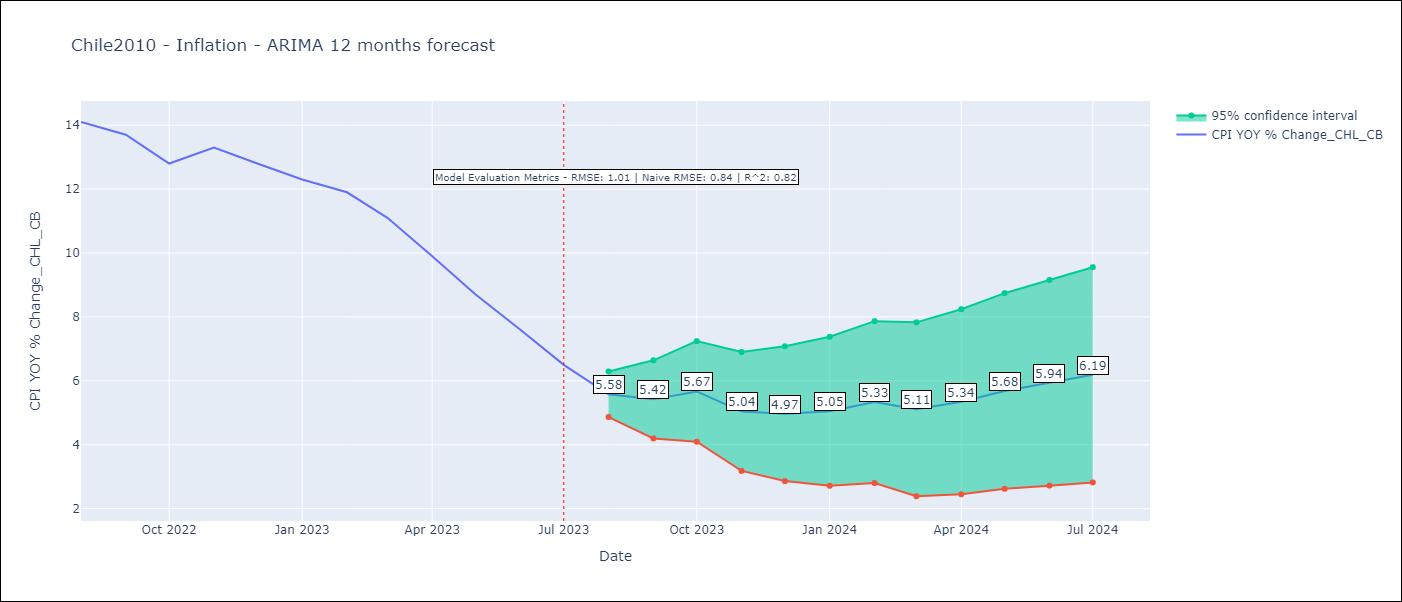 Chile2010 - Inflation - ARIMA 12 months forecast
95% confidence interval
CPI YOY % Change_CHL_CB
Model Evaluation Metrics - RMSE: 1.01 | Naive RMSE: 0.84 | R^2: 0.82
CPI YOY % Change_CHL_CB
14
12
10
8
6
4
2
5.58
5.42
5.67
5.04
4.97
5.05
5.33
5.11
5.34
5.68
5.94
6.19
Oct 2022
Jan 2023
Apr 2023
Jul 2023
Oct 2023
Jan 2024
Apr 2024
Jul 2024
Date